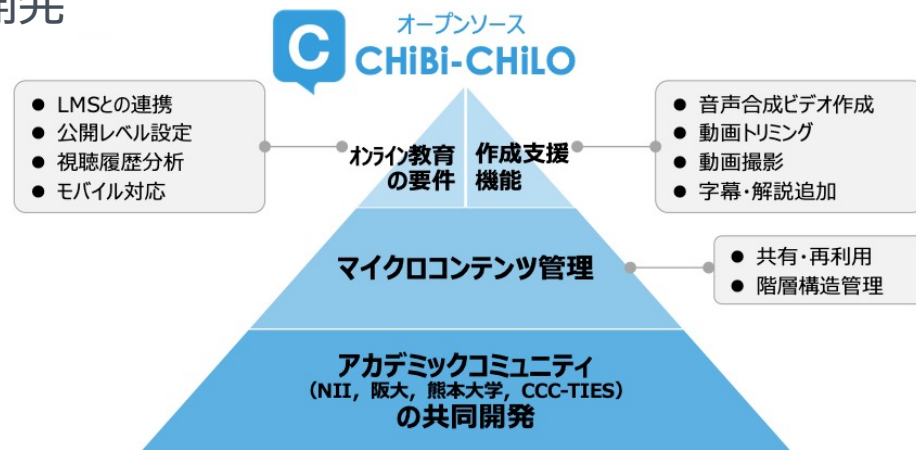 開発
オープンソース
C CHiBi-CHiLO
● LMSとの連携
● 公開レベル設定
● 視聴履歴分析
● モバイル対応
オンライン教育
の要件
作成支援
機能
● 音声合成ビデオ作成
● 動画トリミング
● 動画撮影
● 字幕・解説追加
マイクロコンテンツ管理
● 共有・再利用
● 階層構造管理
アカデミックコミュニティ
（NII，阪大，熊本大学，CCC-TIES）
の共同開発